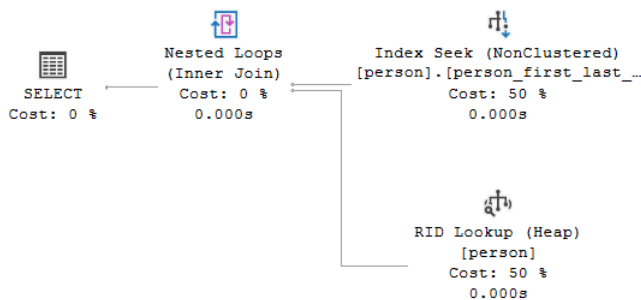 SELECT
Cost: 0 %
Nested Loops
(Inner Join)
Cost: 0 %
0.000s
Index Seek (NonClustered)
[person].[person_first_last_…
Cost: 50 %
0.000s
RID Lookup (Heap)
[person]
Cost: 50 %
0.000s